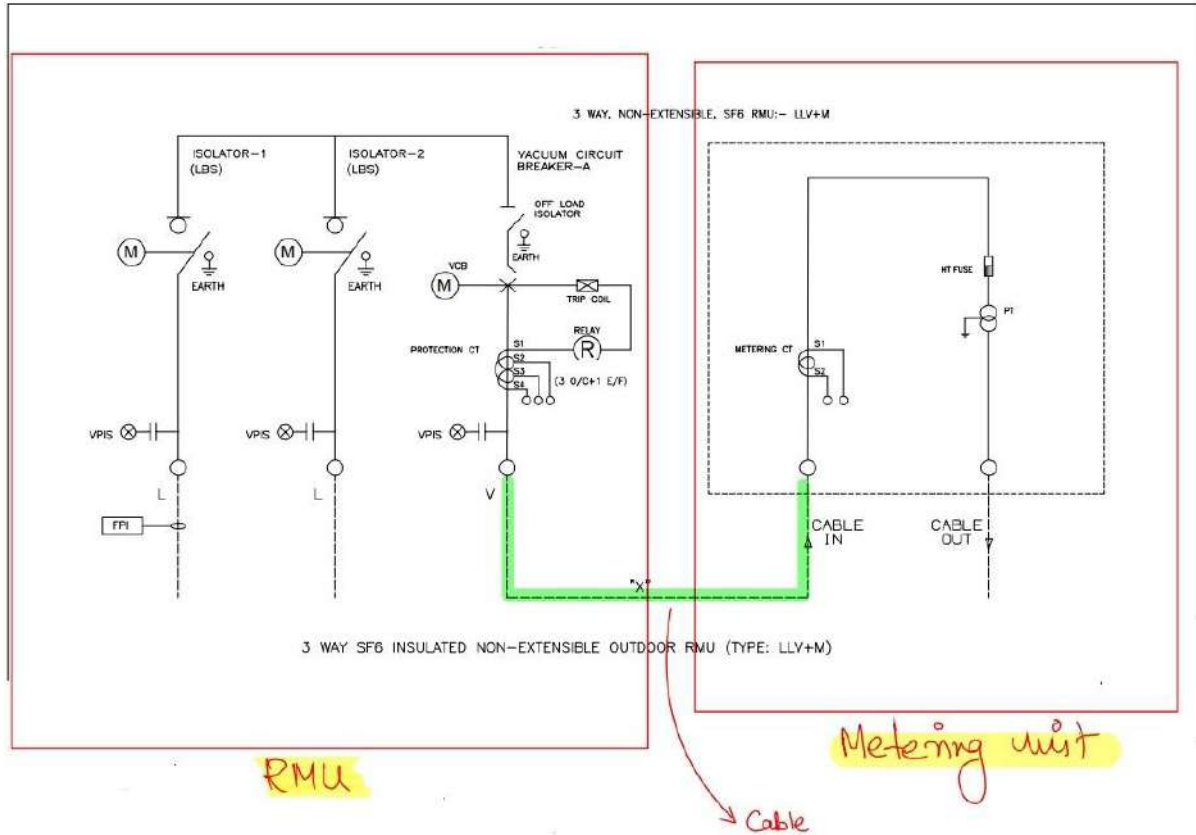 3 WAY, NON-EXTENSIBLE, SF6 RMU:- LLV+M
ISOLATOR-1
(LBS)
ISOLATOR-2
(LBS)
VACUUM CIRCUIT
BREAKER-A
OFF LOAD
ISOLATOR
M
EARTH
M
EARTH
EARTH
VCB
M
TRIP COIL
HT FUSE
PT
RELAY
R
PROTECTION CT
S1
S2
S3
S4
(3 O/C+1 E/F)
METERING CT
S1
S2
VPIS
VPIS
VPIS
L
L
V
FPI
CABLE
IN
CABLE
OUT
"X"
3 WAY SF6 INSULATED NON-EXTENSIBLE OUTDOOR RMU (TYPE: LLV+M)
RMU
Metering unit
Cable